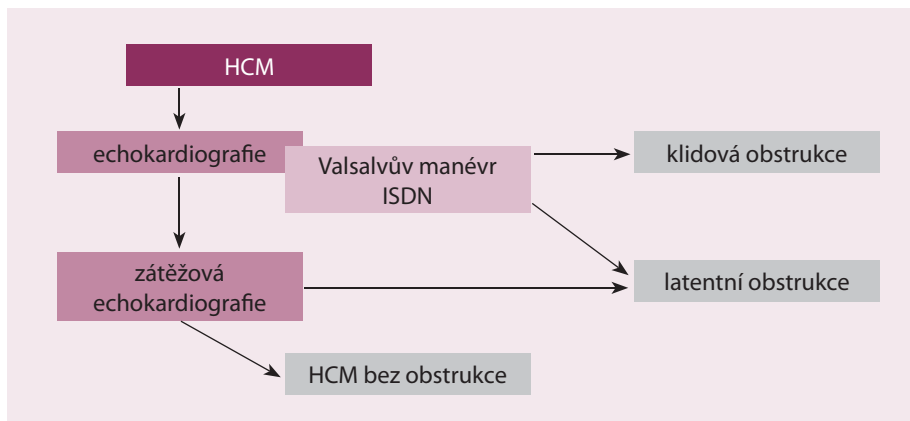 HCM
echokardiografie
Valsalvův manévr
ISDN
klidová obstrukce
zátěžová
echokardiografie
latentní obstrukce
HCM bez obstrukce